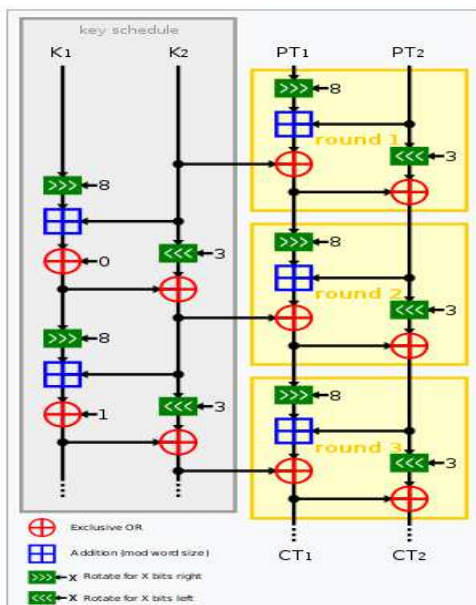 key schedule
K1 K2 PT1 PT2
>>> 8
round 1
<<< 3
>>> 8
<<< 3
0
>>> 8
round 2
<<< 3
>>> 8
<<< 3
1
>>> 8
round 3
<<< 3
CT1 CT2
Exclusive OR
Addition (mod word size)
>>> X Rotate for X bits right
<<< X Rotate for X bits left